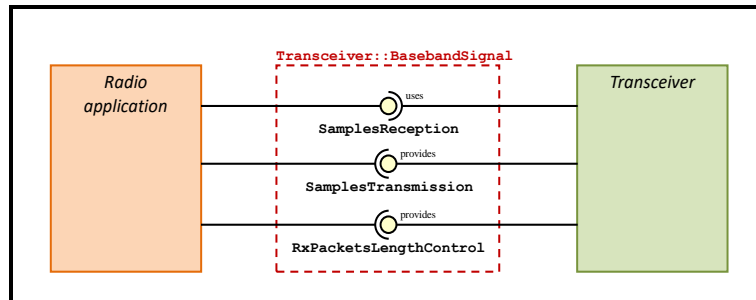 Transceiver::BasebandSignal
Radio
application
Transceiver
uses
SamplesReception
provides
SamplesTransmission
provides
RxPacketsLengthControl